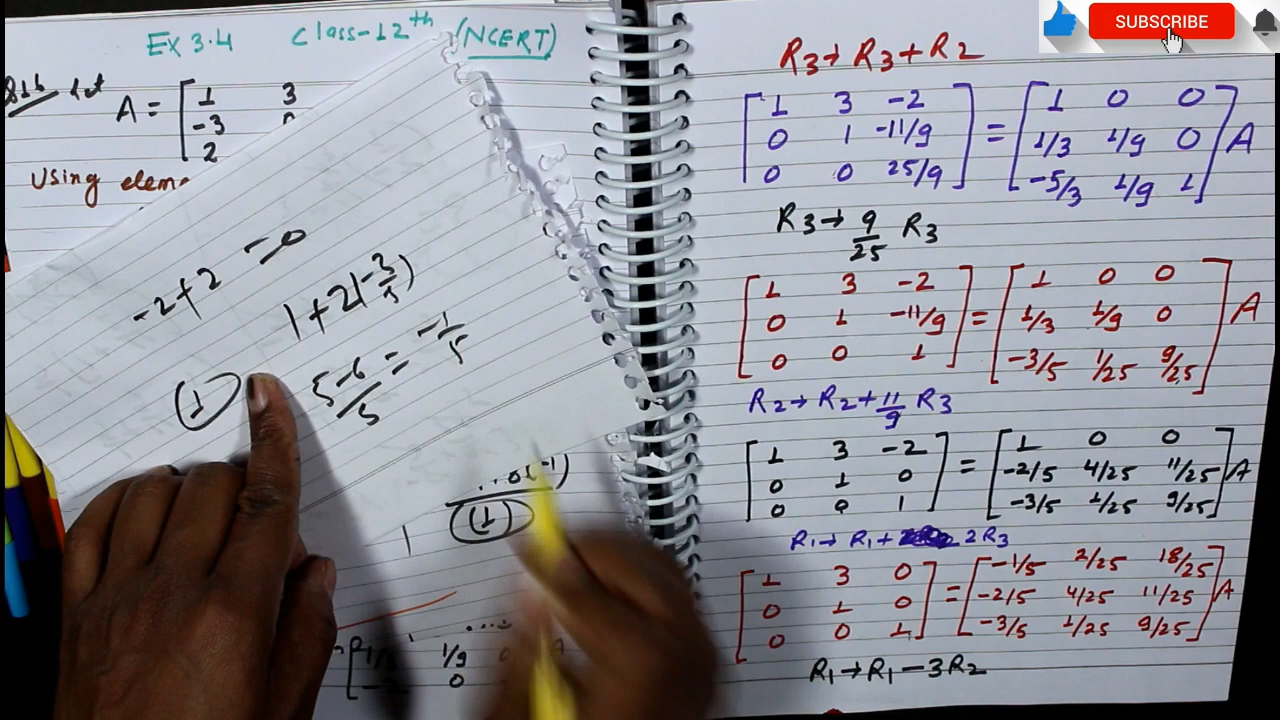 Ex 3.4 Class-12th (NCERT)
Let
A = [ 1 3
-3
2
Using eleme
-2+2 = 0
1+2(-3/5)
(1) 5-6/5 = -1/5
(-1)
(1)
1/9
0
SUBSCRIBE
R3→R3+R2
[ 1 3 -2 ] = [ 1 0 0 ] A
[ 0 1 -11/9 ] [ 1/3 1/9 0 ]
[ 0 0 25/9 ] [ -5/3 1/9 1 ]
R3→ 9/25 R3
[ 1 3 -2 ] = [ 1 0 0 ] A
[ 0 1 -11/9 ] [ 1/3 1/9 0 ]
[ 0 0 1 ] [ -3/5 1/25 9/25 ]
R2→ R2+ 11/9 R3
[ 1 3 -2 ] = [ 1 0 0 ] A
[ 0 1 0 ] [ -2/5 4/25 11/25 ]
[ 0 0 1 ] [ -3/5 1/25 9/25 ]
R1→ R1+ 2R3
[ 1 3 0 ] = [ -1/5 2/25 18/25 ] A
[ 0 1 0 ] [ -2/5 4/25 11/25 ]
[ 0 0 1 ] [ -3/5 1/25 9/25 ]
R1→R1-3R2